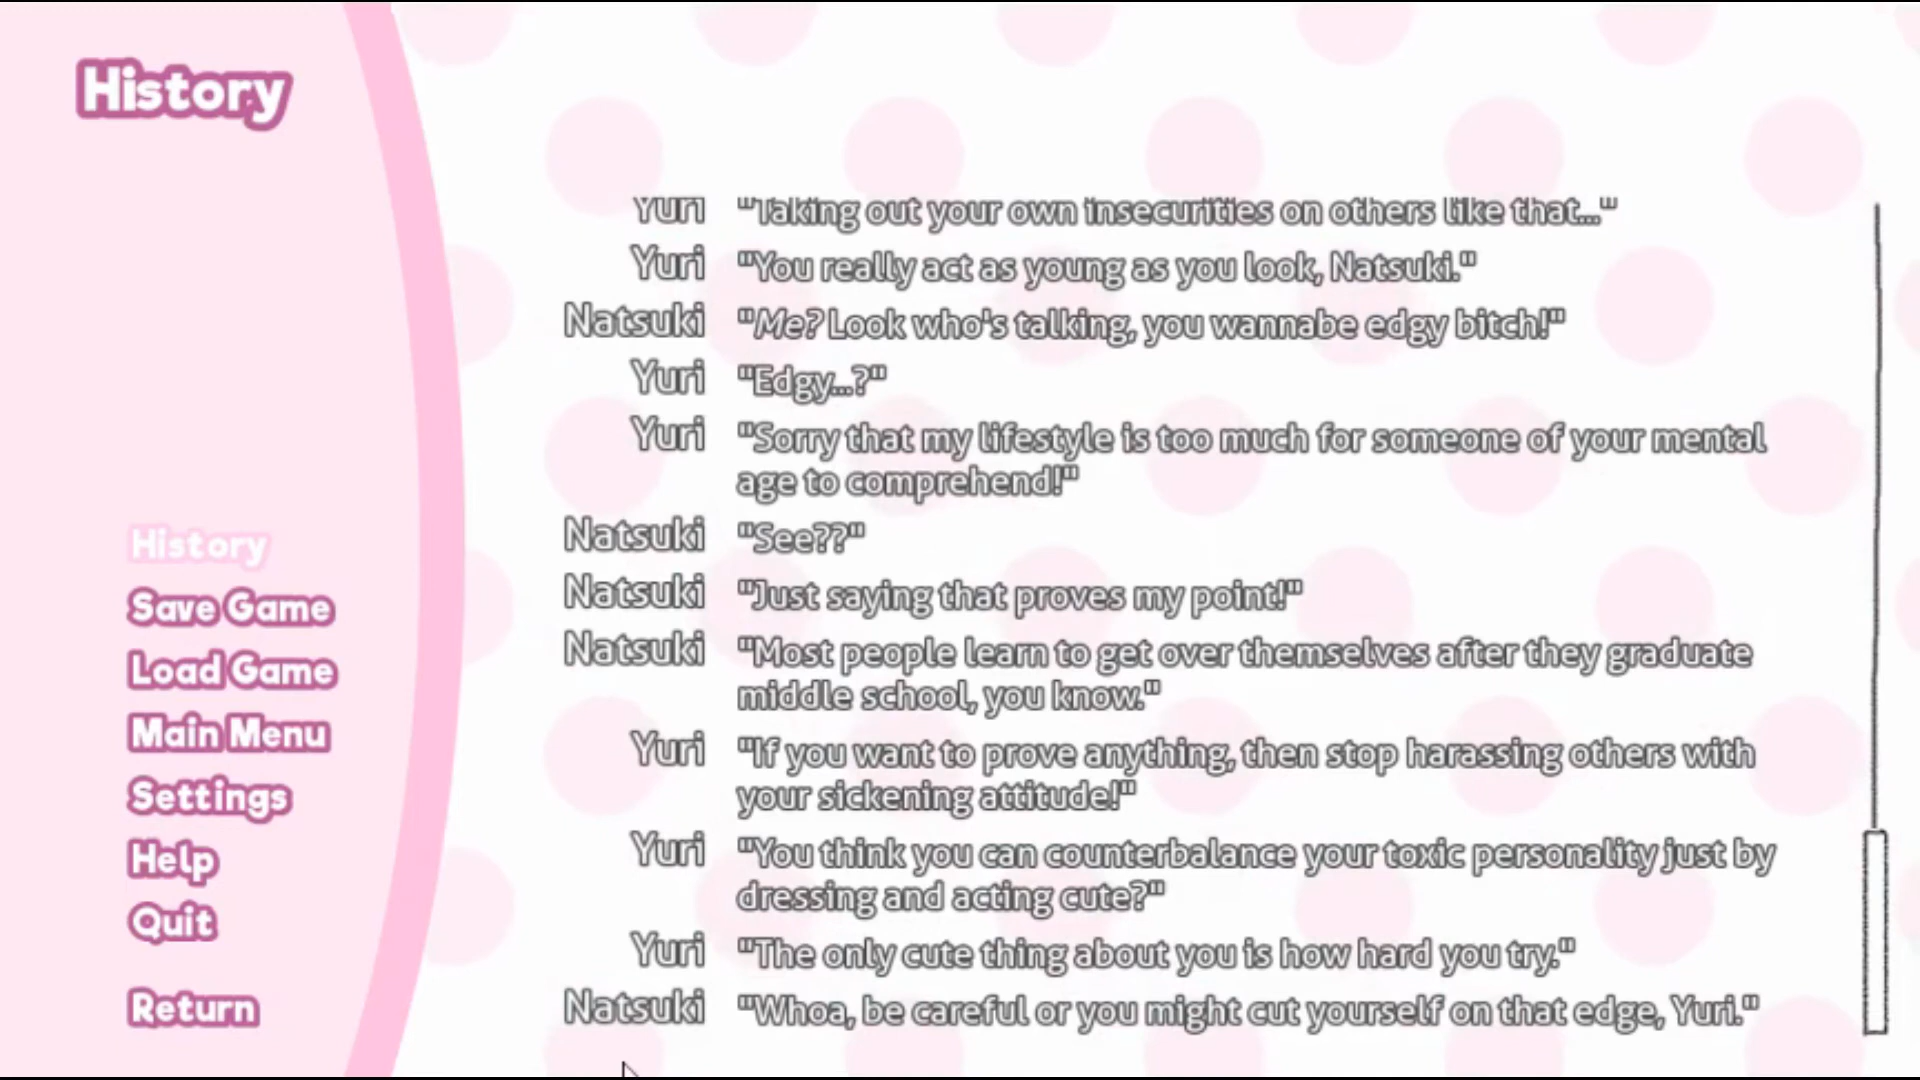 History
Yuri "Taking out your own insecurities on others like that..."
Yuri "You really act as young as you look, Natsuki."
Natsuki "Me? Look who's talking, you wannabe edgy bitch!"
Yuri "Edgy...?"
Yuri "Sorry that my lifestyle is too much for someone of your mental
age to comprehend!"
Natsuki "See??"
Natsuki "Just saying that proves my point!"
Natsuki "Most people learn to get over themselves after they graduate
middle school, you know."
Yuri "If you want to prove anything, then stop harassing others with
your sickening attitude!"
Yuri "You think you can counterbalance your toxic personality just by
dressing and acting cute?"
Yuri "The only cute thing about you is how hard you try."
Natsuki "Whoa, be careful or you might cut yourself on that edge, Yuri."
History
Save Game
Load Game
Main Menu
Settings
Help
Quit
Return